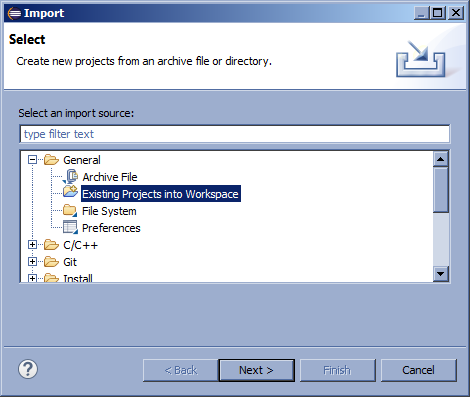 Import
Select
Create new projects from an archive file or directory.
Select an import source:
type filter text
General
Archive File
Existing Projects into Workspace
File System
Preferences
C/C++
Git
Install
?
< Back
Next >
Finish
Cancel